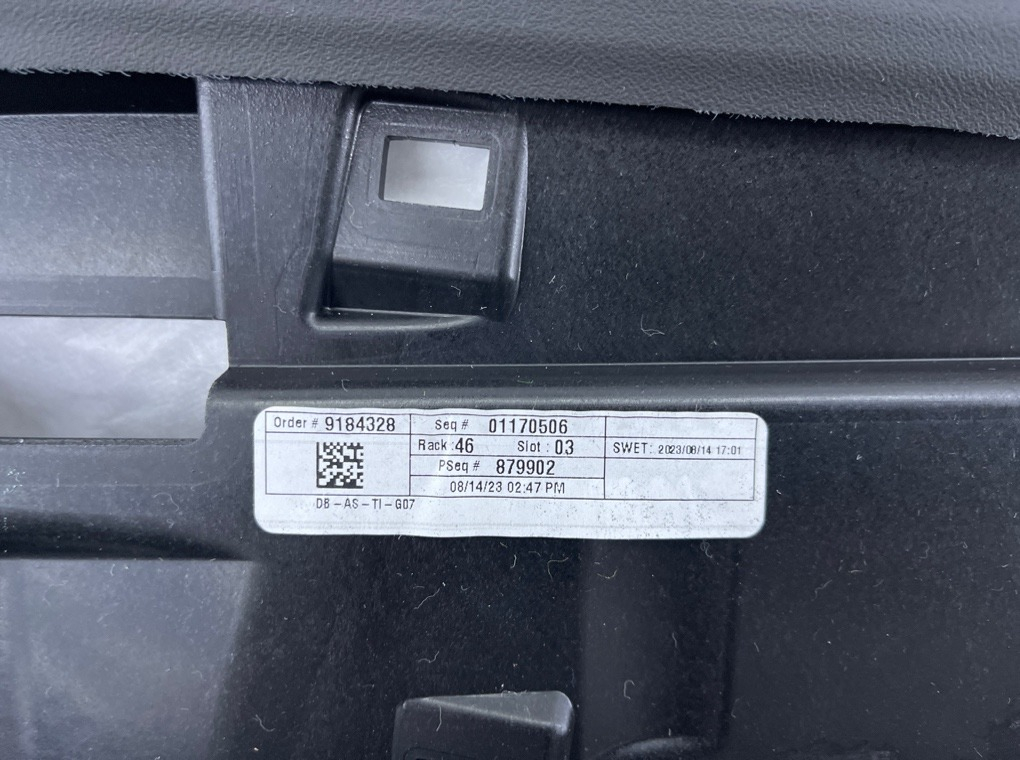 Order # 9184328
Seq # 01170506
Rack: 46 Slot : 03
SWET: 2023/08/14 17:01
PSeq # 879902
08/14/23 02:47 PM
DB - AS - TI - G07